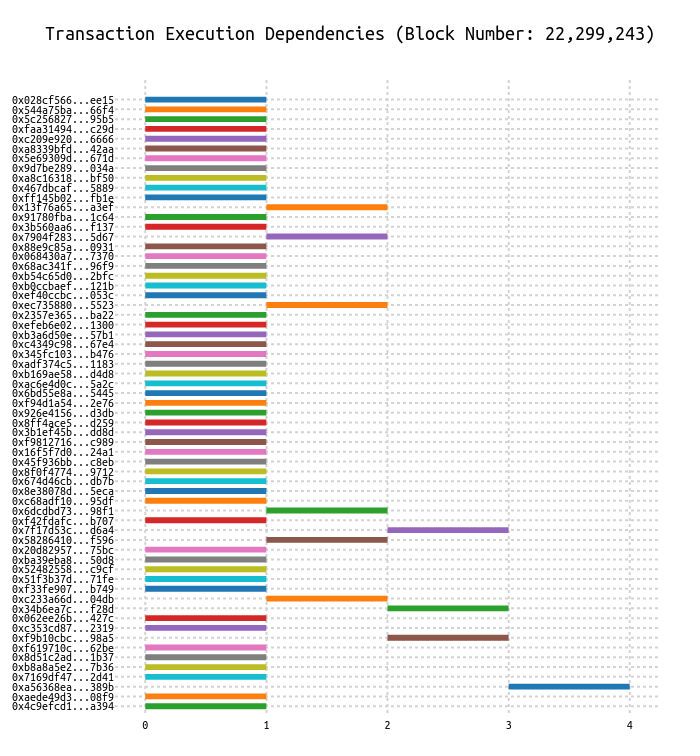 Transaction Execution Dependencies (Block Number: 22,299,243)
0x028cf566...ee15
0x544a75ba...66f4
0x5c256827...95b5
0xfaa31494...c29d
0xc209e920...6666
0xa8339bfd...42aa
0x5e69309d...671d
0x9d7be289...034a
0xa8c16318...bf50
0x467dbcaf...5889
0xff145b02...fb1e
0x13f76a65...a3ef
0x91780fba...1c64
0x3b560aa6...f137
0x7904f283...5d67
0x88e9c85a...0931
0x068430a7...7370
0x68ac341f...96f9
0xb54c65d0...2bfc
0xb0ccbaef...121b
0xef40ccbc...053c
0xec735880...5523
0x2357e365...ba22
0xefeb6e02...1300
0xb3a6d50e...57b1
0xc4349c98...67e4
0x345fc103...b476
0xadf374c5...1183
0xb169ae58...d4d8
0xac6e4d0c...5a2c
0x6bd55e8a...5445
0xf94d1a54...2e76
0x926e4156...d3db
0x8ff4ace5...d259
0x3b1ef45b...dd8d
0xf9812716...c989
0x16f5f7d0...24a1
0x45f936bb...c8eb
0x8f0f4774...9712
0x674d46cb...db7b
0x8e38078d...5eca
0xc68adf10...95df
0x6dcdbd73...98f1
0xf42fdafc...b707
0x7f17d53c...d6a4
0x58286410...f596
0x20d82957...75bc
0xba39eba8...50d8
0x52482558...c9cf
0x51f3b37d...71fe
0xf33fe907...b749
0xc233a66d...04db
0x34b6ea7c...f28d
0x062ee26b...427c
0xc353cd87...2319
0xf9b10cbc...98a5
0xf619710c...62be
0x8d51c2ad...1b37
0xb8a8a5e2...7b36
0x7169df47...2d41
0xa56368ea...389b
0xaede49d3...08f9
0x4c9efcd1...a394
0 1 2 3 4